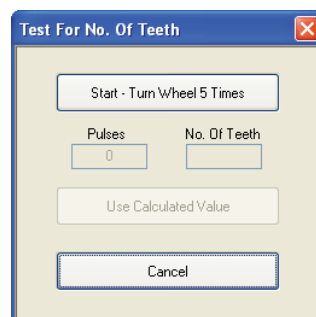 Test For No. Of Teeth
Start - Turn Wheel 5 Times
Pulses No. Of Teeth
0
Use Calculated Value
Cancel